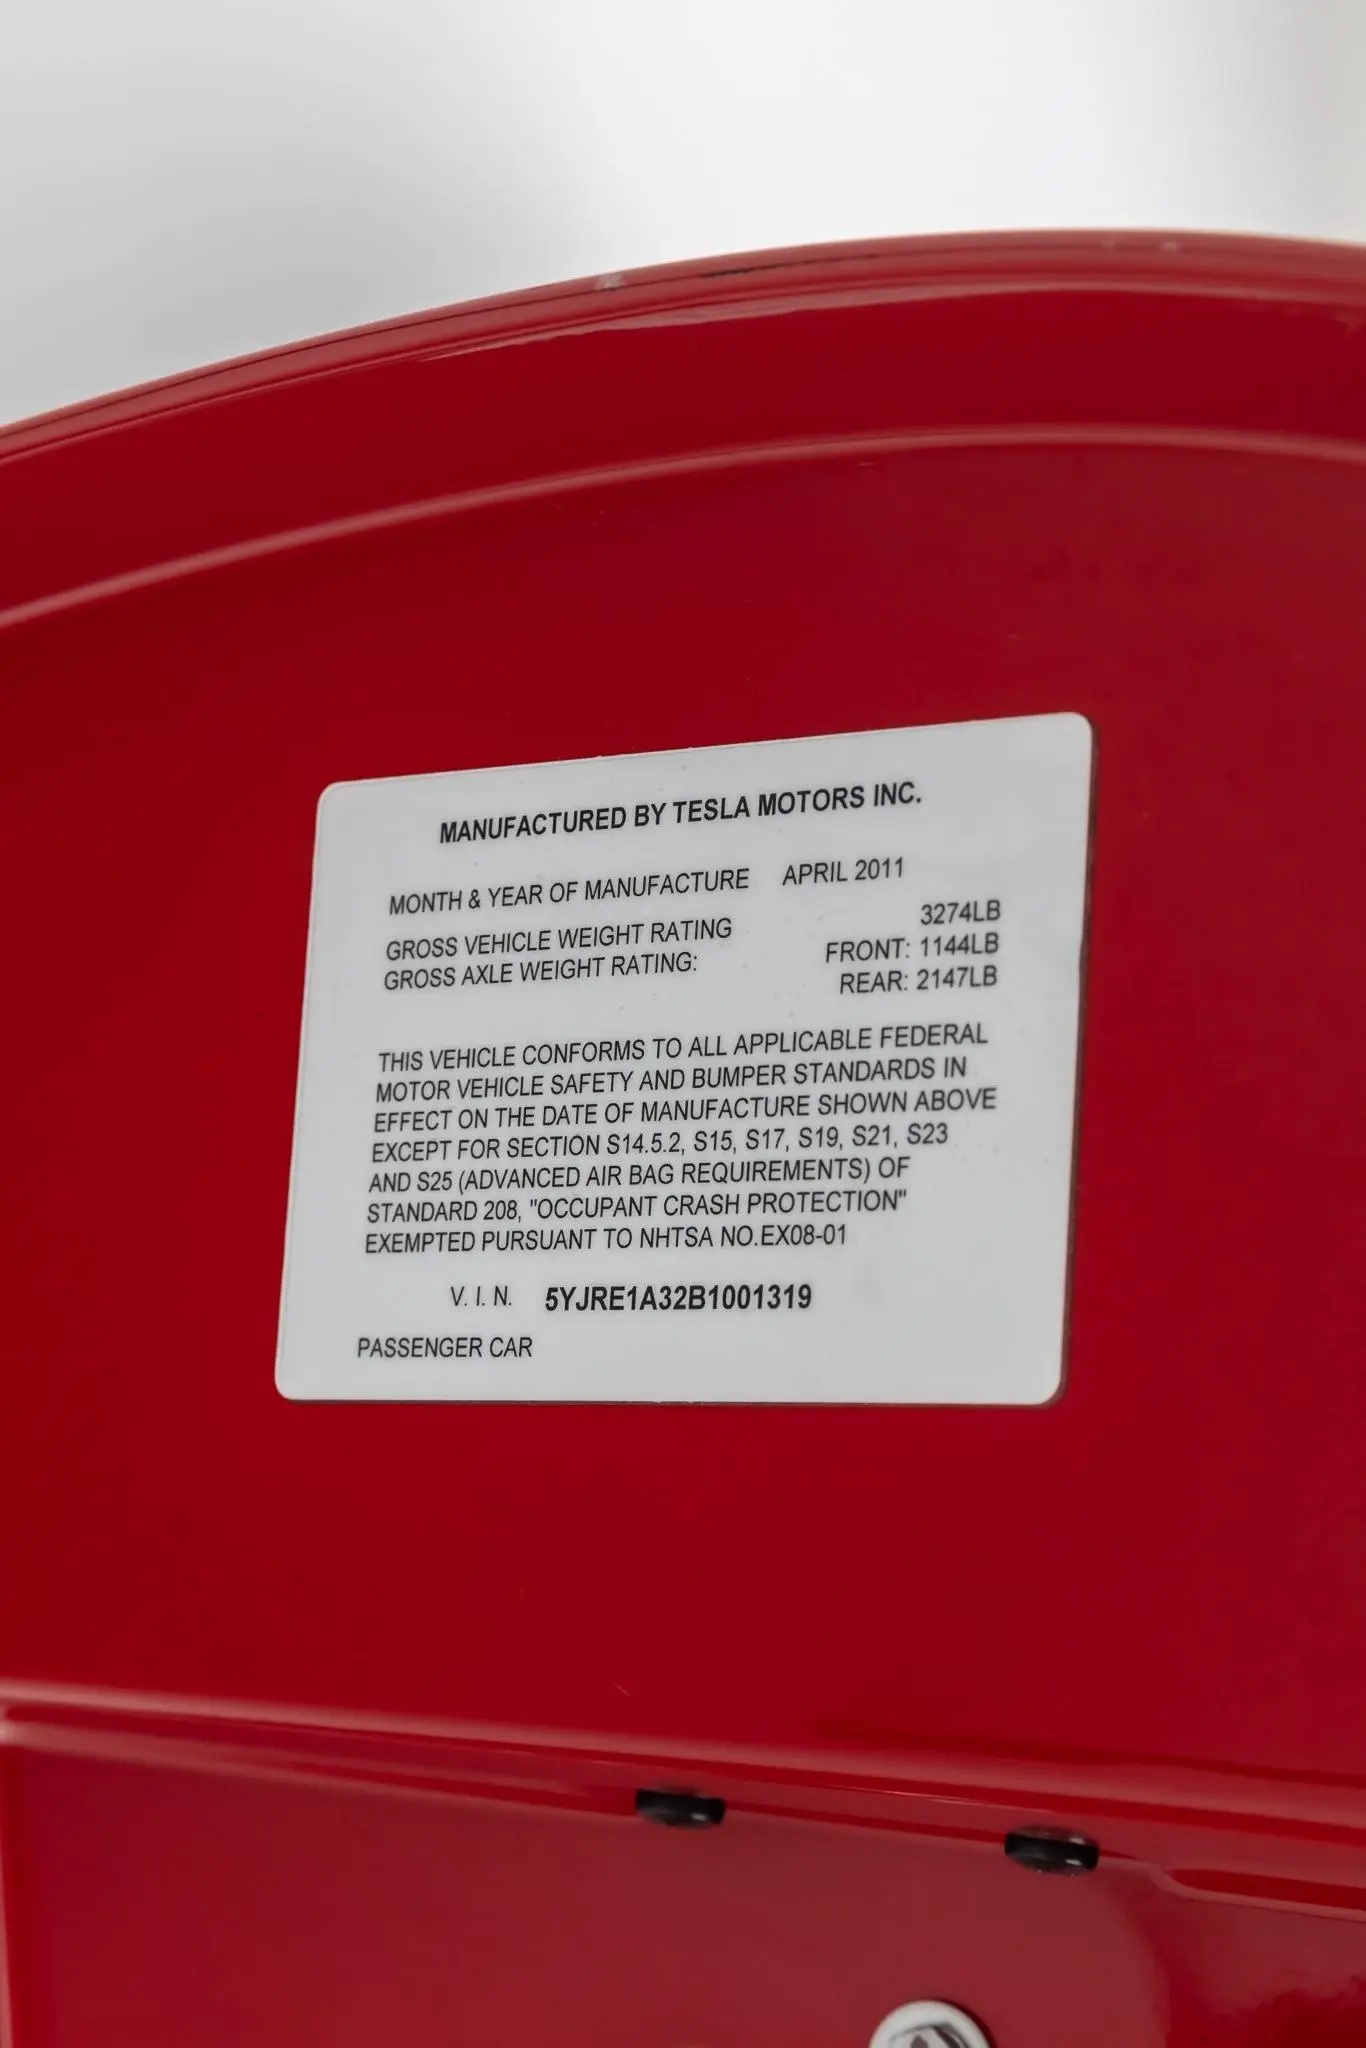 MANUFACTURED BY TESLA MOTORS INC.
MONTH & YEAR OF MANUFACTURE APRIL 2011
GROSS VEHICLE WEIGHT RATING 3274LB
GROSS AXLE WEIGHT RATING: FRONT: 1144LB
REAR: 2147LB
THIS VEHICLE CONFORMS TO ALL APPLICABLE FEDERAL
MOTOR VEHICLE SAFETY AND BUMPER STANDARDS IN
EFFECT ON THE DATE OF MANUFACTURE SHOWN ABOVE
EXCEPT FOR SECTION S14.5.2, S15, S17, S19, S21, S23
AND S25 (ADVANCED AIR BAG REQUIREMENTS) OF
STANDARD 208, "OCCUPANT CRASH PROTECTION"
EXEMPTED PURSUANT TO NHTSA NO.EX08-01
V. I. N. 5YJRE1A32B1001319
PASSENGER CAR